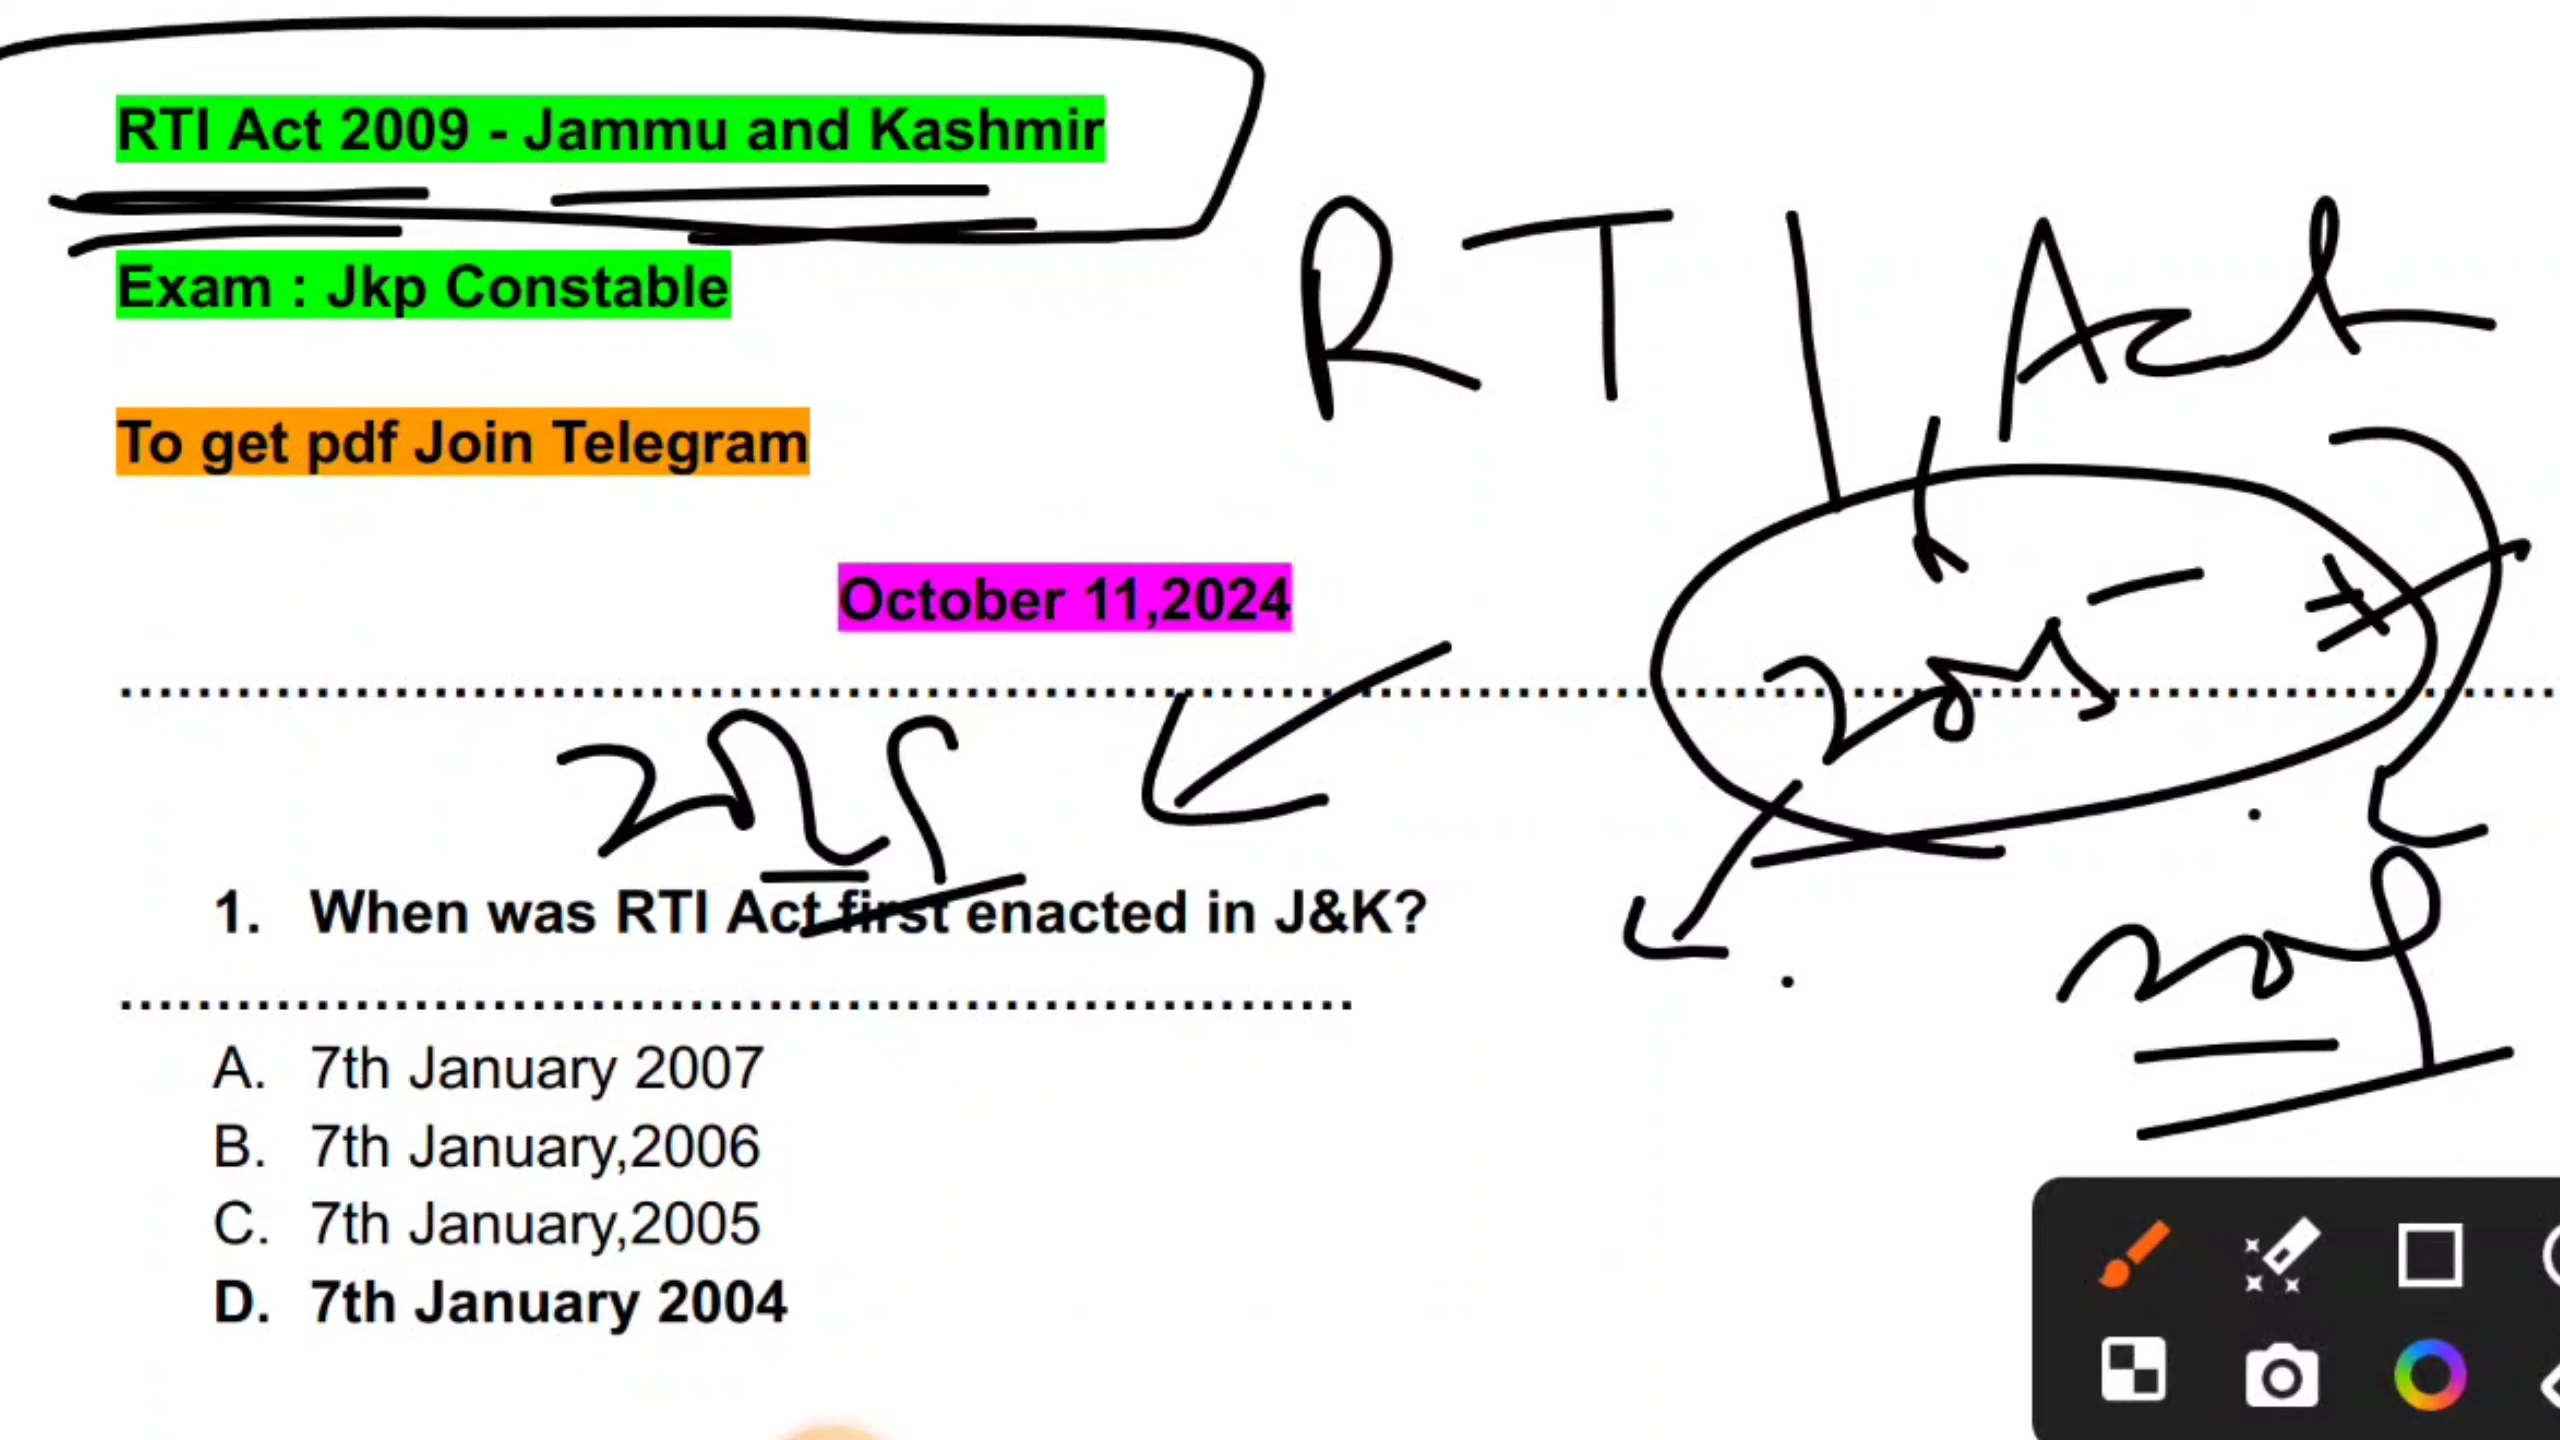 RTI Act 2009 - Jammu and Kashmir
Exam : Jkp Constable
RTI Act
To get pdf Join Telegram
October 11,2024
2005
2009
1. When was RTI Act first enacted in J&K?
A. 7th January 2007
B. 7th January,2006
C. 7th January,2005
D. 7th January 2004